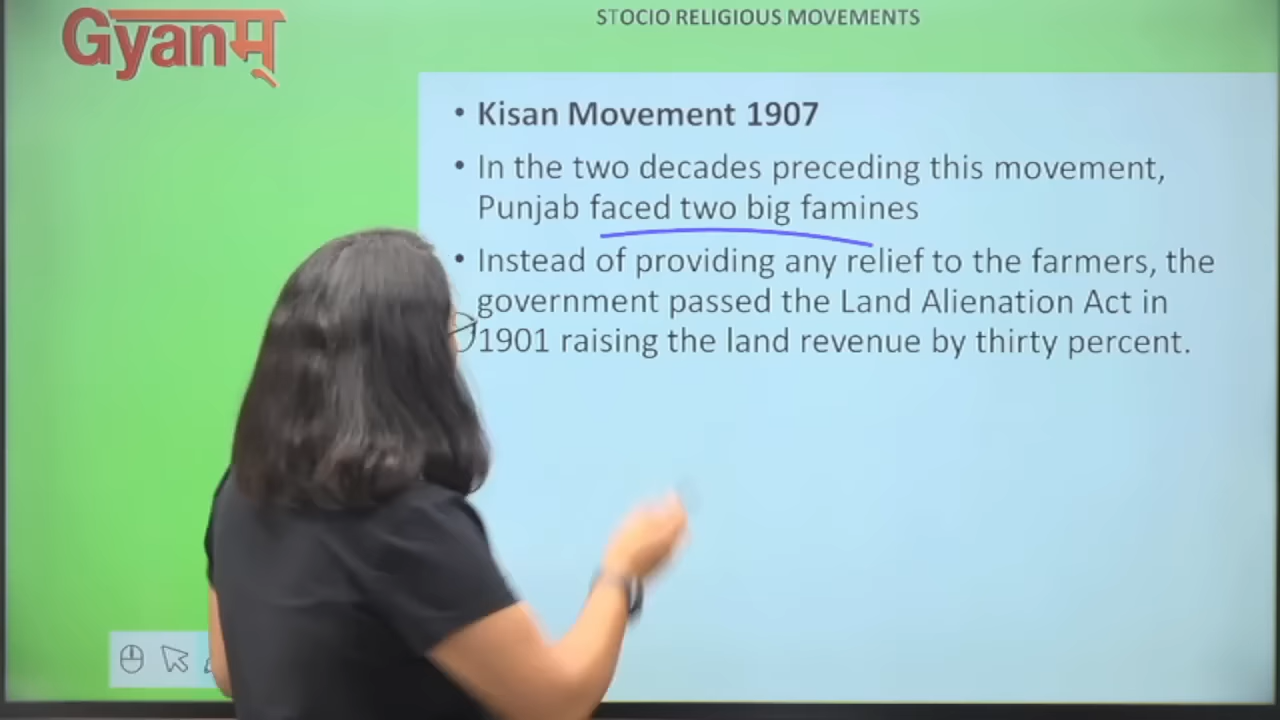 Gyanम्
STOCIO RELIGIOUS MOVEMENTS
• Kisan Movement 1907
• In the two decades preceding this movement,
Punjab faced two big famines
• Instead of providing any relief to the farmers, the
government passed the Land Alienation Act in
1901 raising the land revenue by thirty percent.